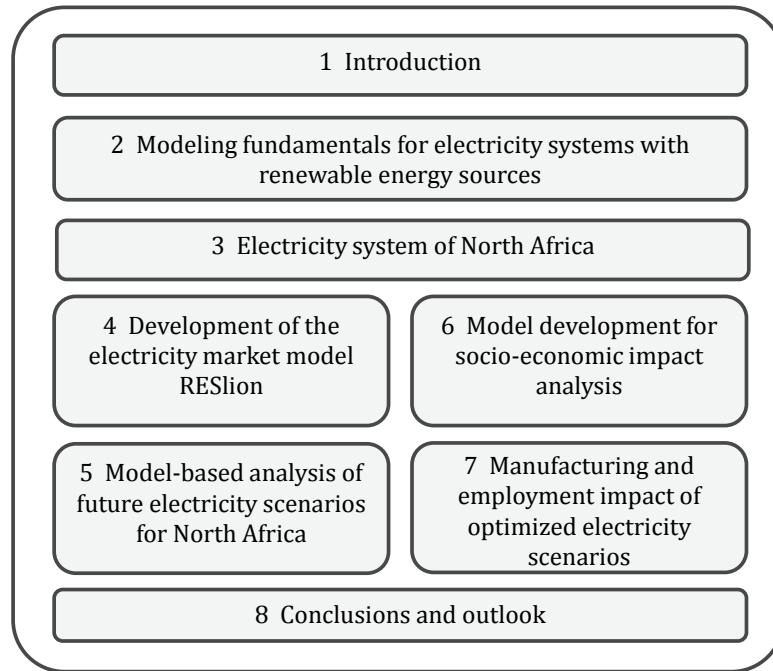 1 Introduction
2 Modeling fundamentals for electricity systems with
renewable energy sources
3 Electricity system of North Africa
4 Development of the
electricity market model
RESlion
5 Model-based analysis of
future electricity scenarios
for North Africa
6 Model development for
socio-economic impact
analysis
7 Manufacturing and
employment impact of
optimized electricity
scenarios
8 Conclusions and outlook